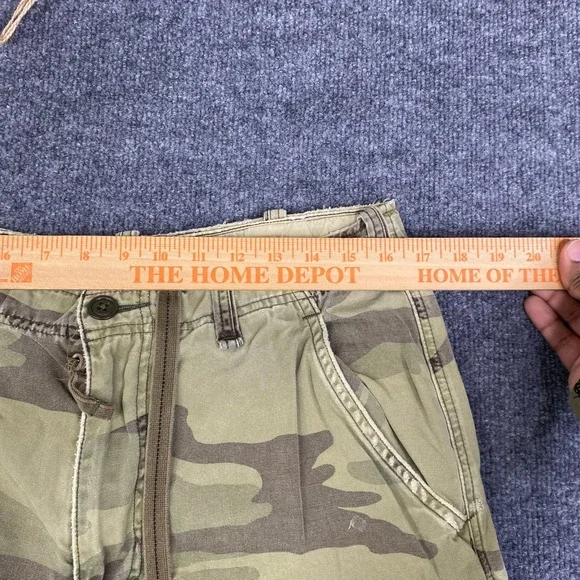 6 7 8 9 10 11 12 13 14 15 16 17 18 19 20
THE HOME DEPOT HOME OF THE